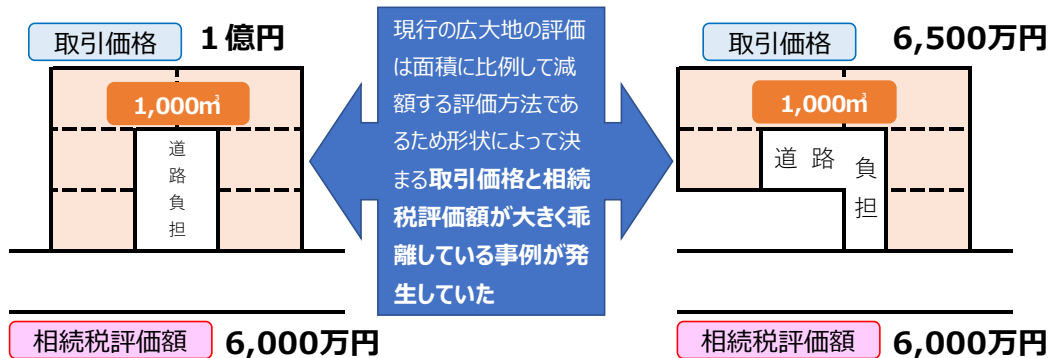 取引価格
1億円
1,000㎡
道
路
負
担
相続税評価額
6,000万円
現行の広大地の評価
は面積に比例して減
額する評価方法であ
るため形状によって決
まる取引価格と相続
税評価額が大きく乖
離している事例が発
生していた
取引価格
6,500万円
1,000㎡
道 路 負
担
相続税評価額
6,000万円